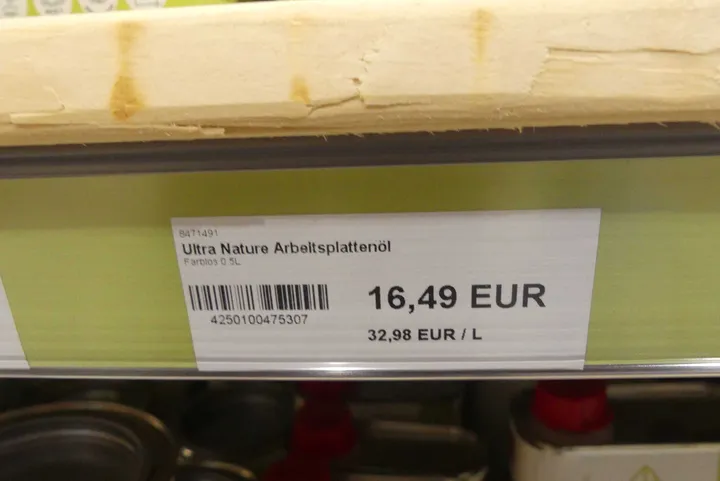 8471491
Ultra Nature Arbeitsplattenöl
Farblos 0.5L
16,49 EUR
4250100475307
32,98 EUR / L